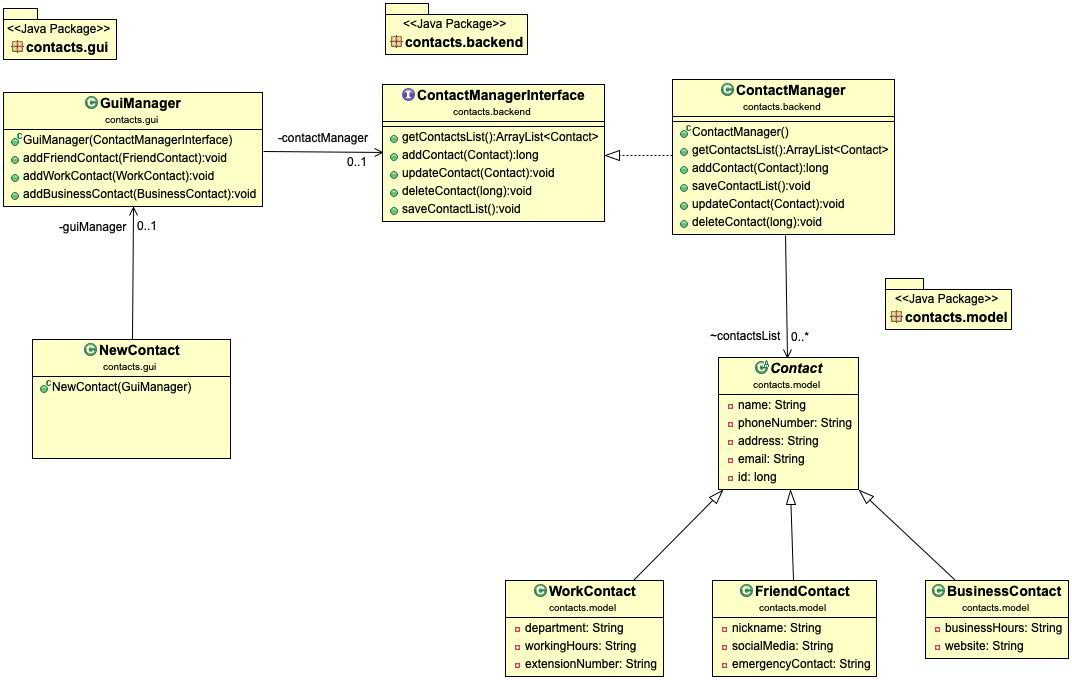 <<Java Package>>
contacts.gui
<<Java Package>>
contacts.backend
GuiManager
contacts.gui
GuiManager(ContactManagerInterface)
addFriendContact(FriendContact):void
addWorkContact(WorkContact):void
addBusinessContact(BusinessContact):void
-contactManager
0..1
ContactManagerInterface
contacts.backend
getContactsList():ArrayList<Contact>
addContact(Contact):long
updateContact(Contact):void
deleteContact(long):void
saveContactList():void
ContactManager
contacts.backend
ContactManager()
getContactsList():ArrayList<Contact>
addContact(Contact):long
saveContactList():void
updateContact(Contact):void
deleteContact(long):void
-guiManager
0..1
NewContact
contacts.gui
NewContact(GuiManager)
<<Java Package>>
contacts.model
~contactsList
0..*
Contact
contacts.model
name: String
phoneNumber: String
address: String
email: String
id: long
WorkContact
contacts.model
department: String
workingHours: String
extensionNumber: String
FriendContact
contacts.model
nickname: String
socialMedia: String
emergencyContact: String
BusinessContact
contacts.model
businessHours: String
website: String